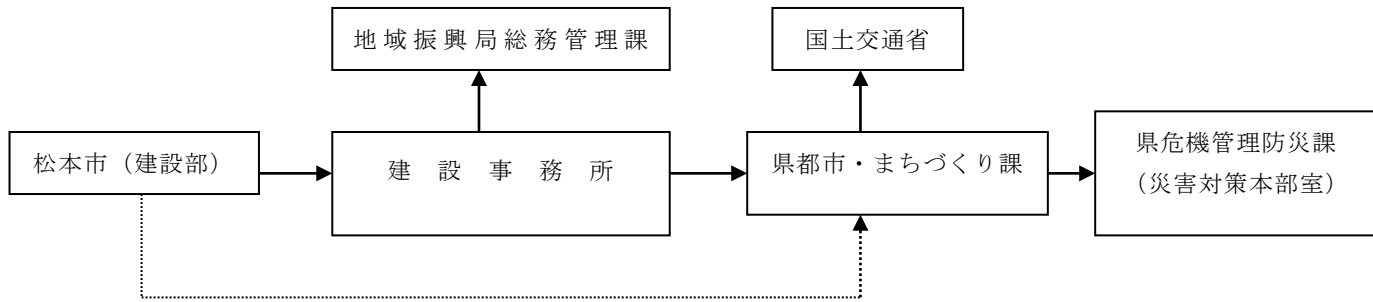 地域振興局総務管理課
国土交通省
松本市（建設部）
建設事務所
県都市・まちづくり課
県危機管理防災課
（災害対策本部室）